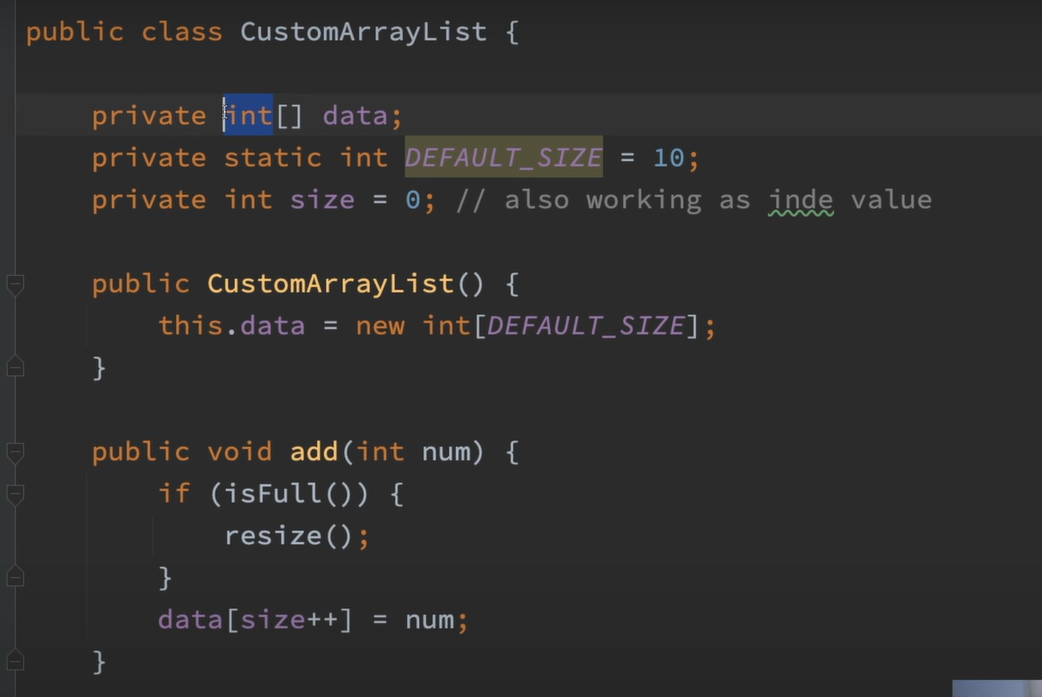 public class CustomArrayList {
private int[] data;
private static int DEFAULT_SIZE = 10;
private int size = 0; // also working as inde value
public CustomArrayList() {
this.data = new int[DEFAULT_SIZE];
}
public void add(int num) {
if (isFull()) {
resize();
}
data[size++] = num;
}